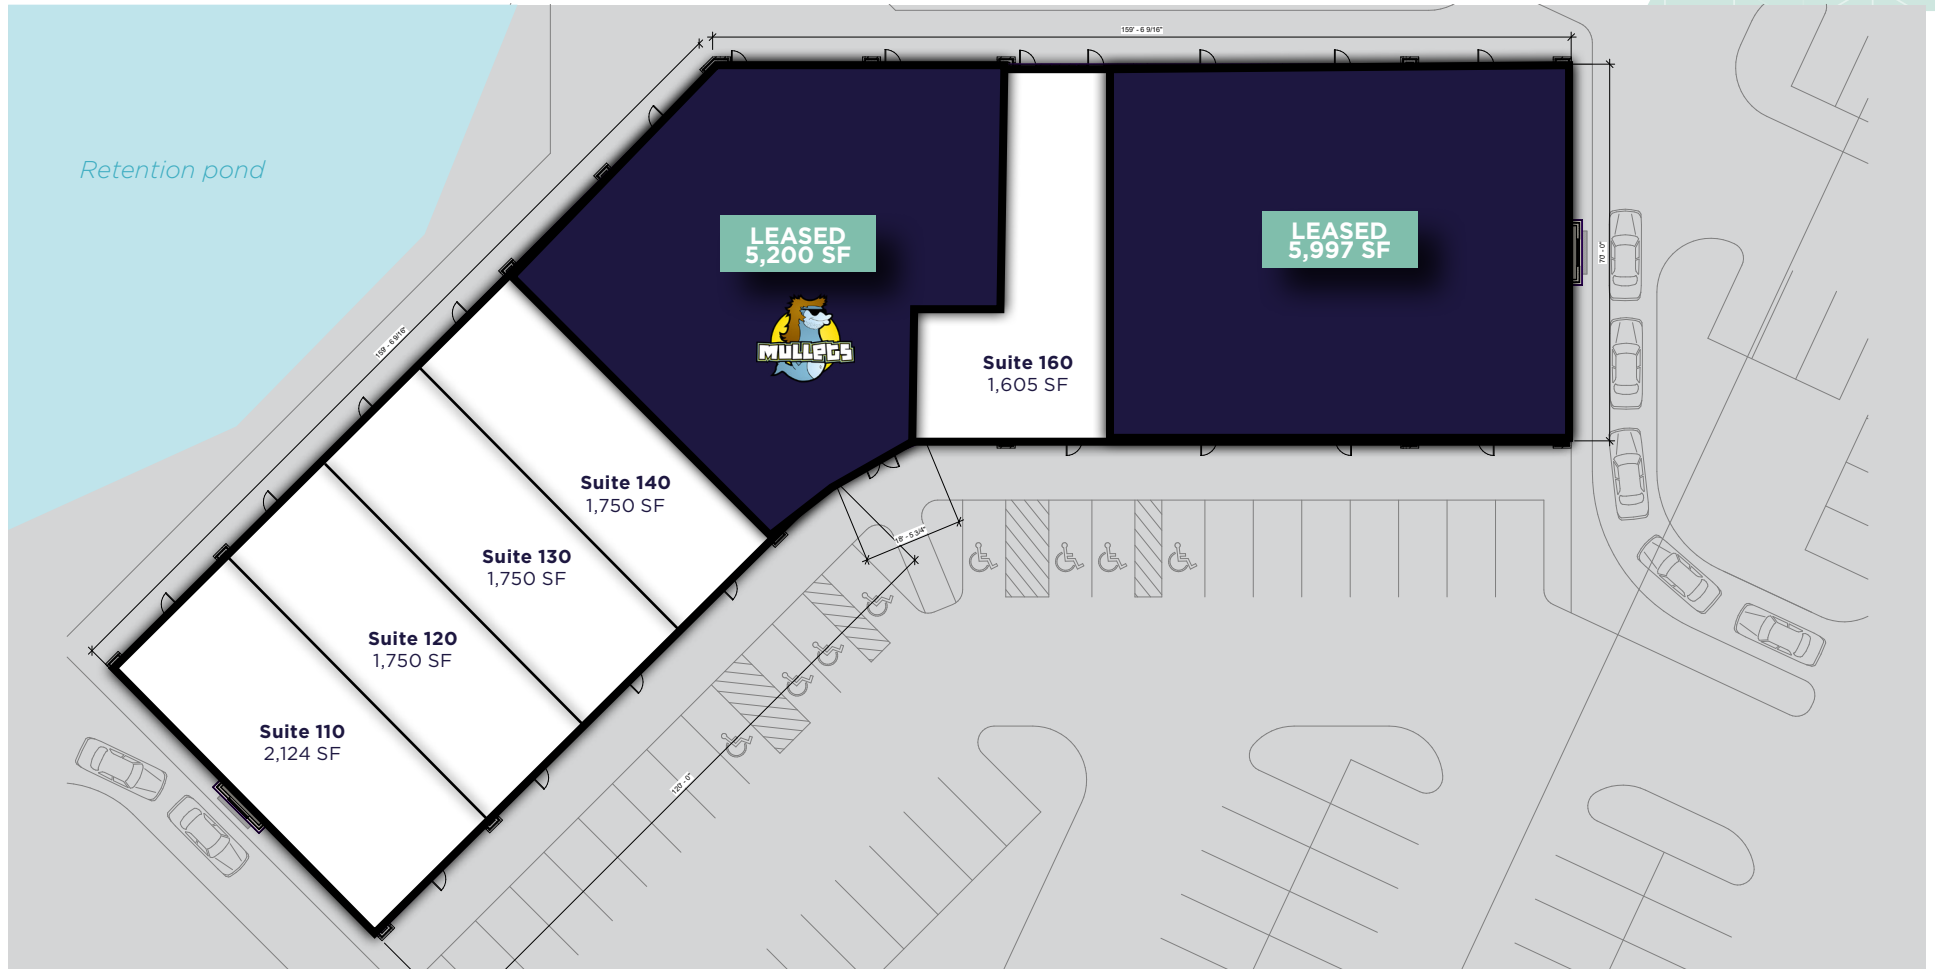 159' - 6 9/16"
Retention pond
LEASED
5,200 SF
LEASED
5,997 SF
70' - 0"
159' - 6 9/16"
MULLETS
Suite 160
1,605 SF
Suite 140
1,750 SF
18' - 5 3/4"
Suite 130
1,750 SF
Suite 120
1,750 SF
Suite 110
2,124 SF
120' - 0"